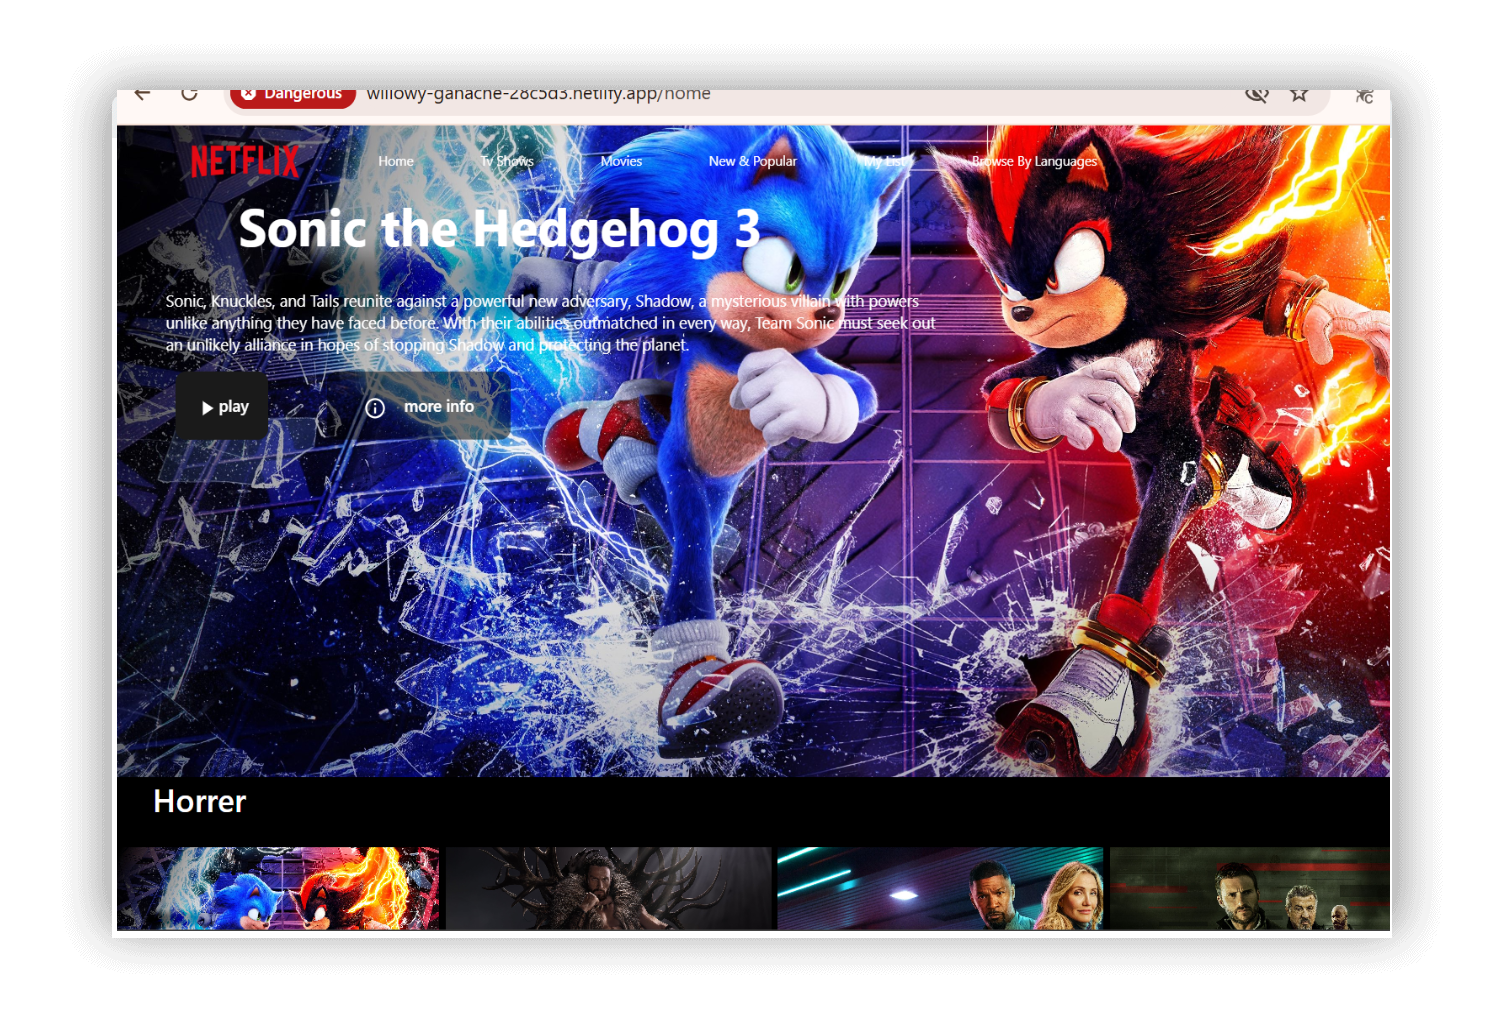 Dangerous willowy-ganache-28c5d3.netlify.app/home
NETFLIX Home Tv Shows Movies New & Popular My List Browse By Languages
Sonic the Hedgehog 3
Sonic, Knuckles, and Tails reunite against a powerful new adversary, Shadow, a mysterious villain with powers
unlike anything they have faced before. With their abilities outmatched in every way, Team Sonic must seek out
an unlikely alliance in hopes of stopping Shadow and protecting the planet.
play more info
Horrer